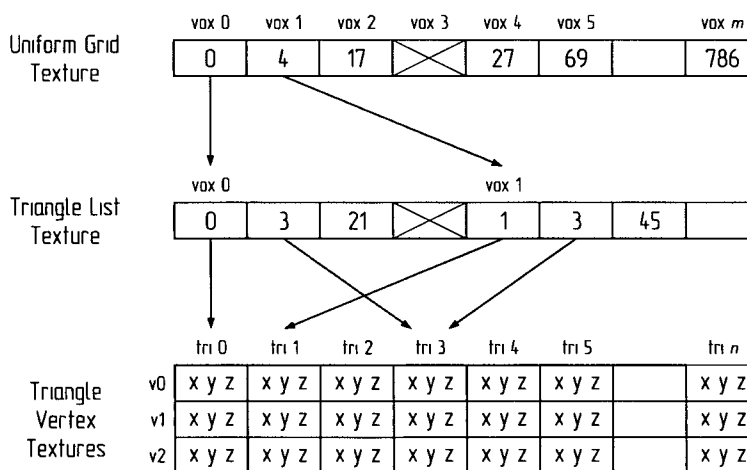 vox 0 vox 1 vox 2 vox 3 vox 4 vox 5 vox m
Uniform Grid Texture
0 4 17 27 69 786
vox 0 vox 1
Triangle List Texture
0 3 21 1 3 45
tri 0 tri 1 tri 2 tri 3 tri 4 tri 5 tri n
Triangle Vertex Textures
v0 x y z x y z x y z x y z x y z x y z x y z
v1 x y z x y z x y z x y z x y z x y z x y z
v2 x y z x y z x y z x y z x y z x y z x y z